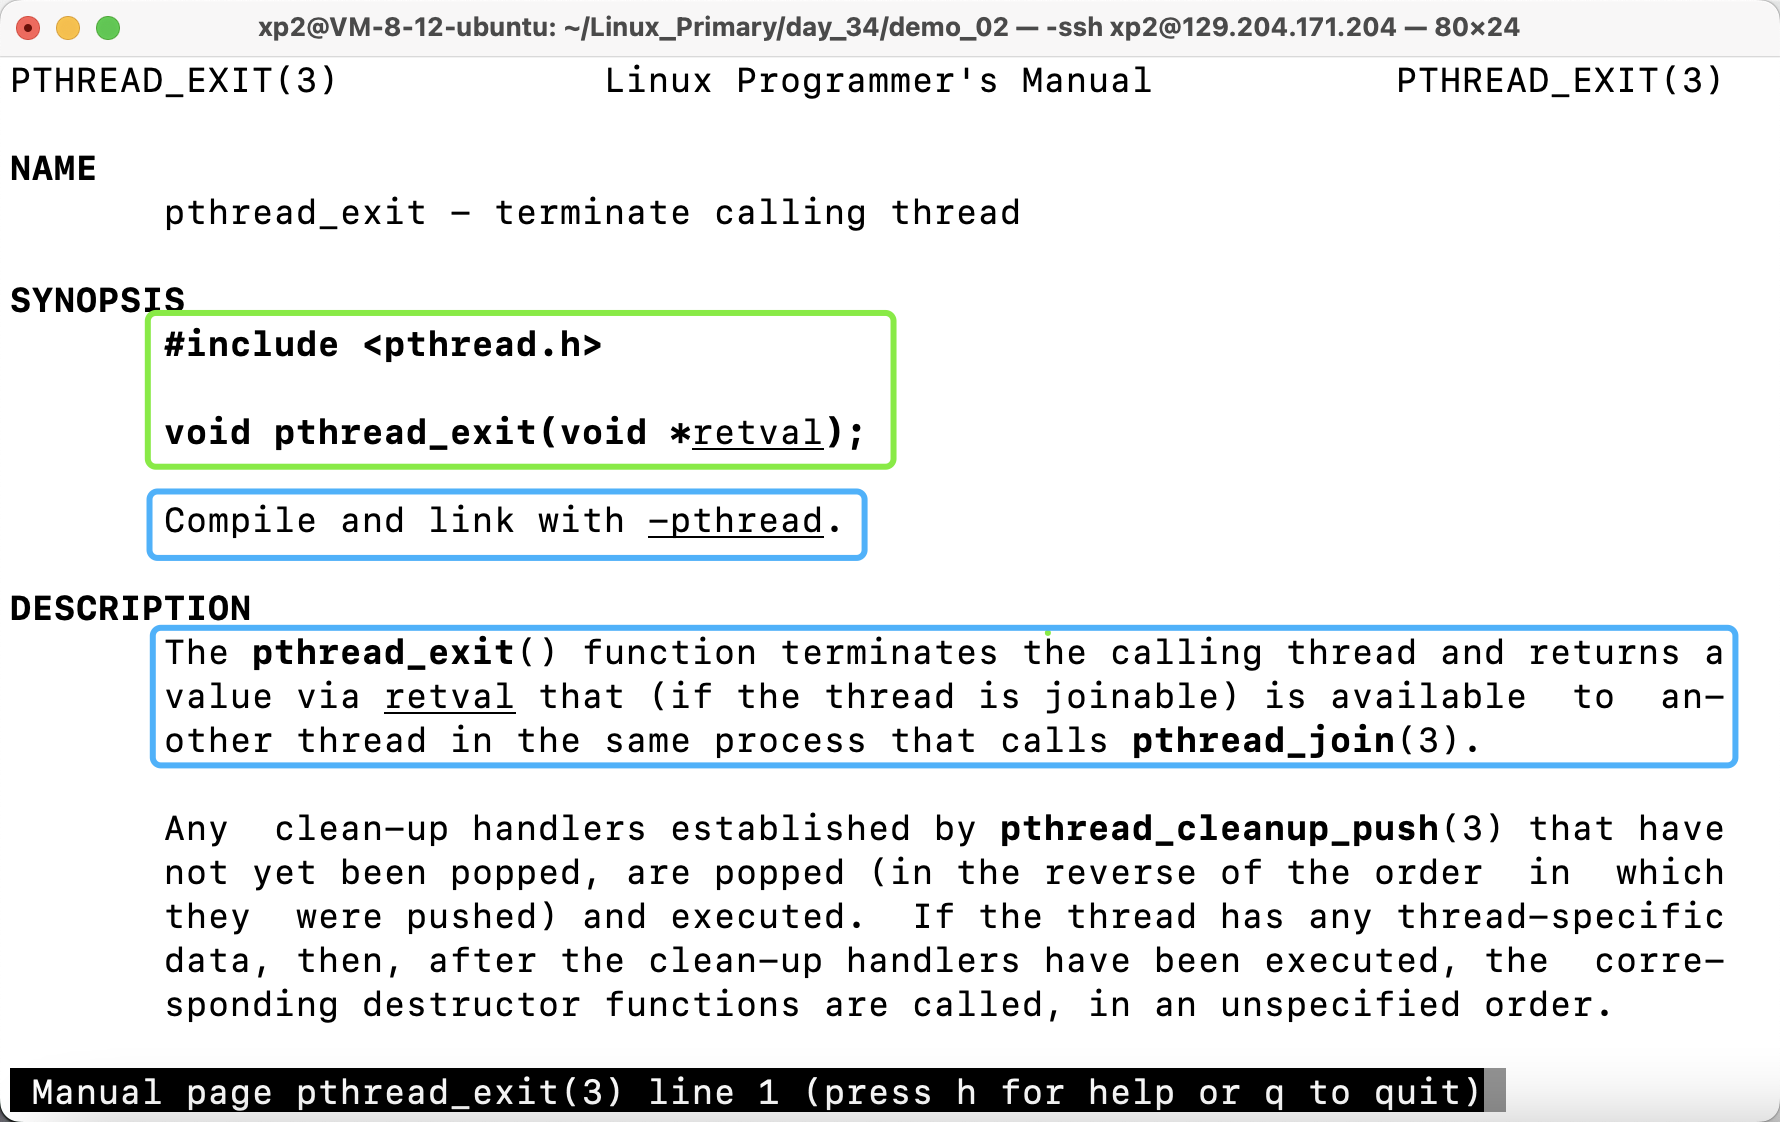 xp2@VM-8-12-ubuntu: ~/Linux_Primary/day_34/demo_02 — -ssh xp2@129.204.171.204 — 80×24
PTHREAD_EXIT(3) Linux Programmer's Manual PTHREAD_EXIT(3)
NAME
pthread_exit - terminate calling thread
SYNOPSIS
#include <pthread.h>
void pthread_exit(void *retval);
Compile and link with -pthread.
DESCRIPTION
The pthread_exit() function terminates the calling thread and returns a
value via retval that (if the thread is joinable) is available to an-
other thread in the same process that calls pthread_join(3).
Any clean-up handlers established by pthread_cleanup_push(3) that have
not yet been popped, are popped (in the reverse of the order in which
they were pushed) and executed. If the thread has any thread-specific
data, then, after the clean-up handlers have been executed, the corre-
sponding destructor functions are called, in an unspecified order.
Manual page pthread_exit(3) line 1 (press h for help or q to quit)